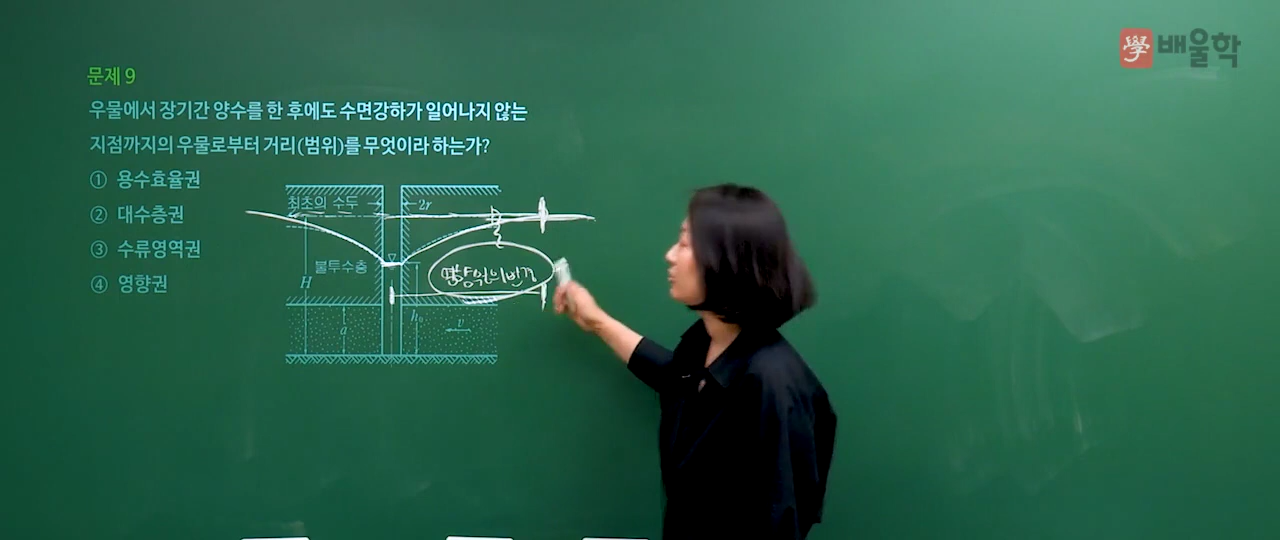 學 배울학
문제 9
우물에서 장기간 양수를 한 후에도 수면강하가 일어나지 않는
지점까지의 우물로부터 거리(범위)를 무엇이라 하는가?
① 용수효율권
② 대수층권
③ 수류영역권
④ 영향권
최초의 수두
2r
불투수층
영향원의반경
H
h₀
a
v